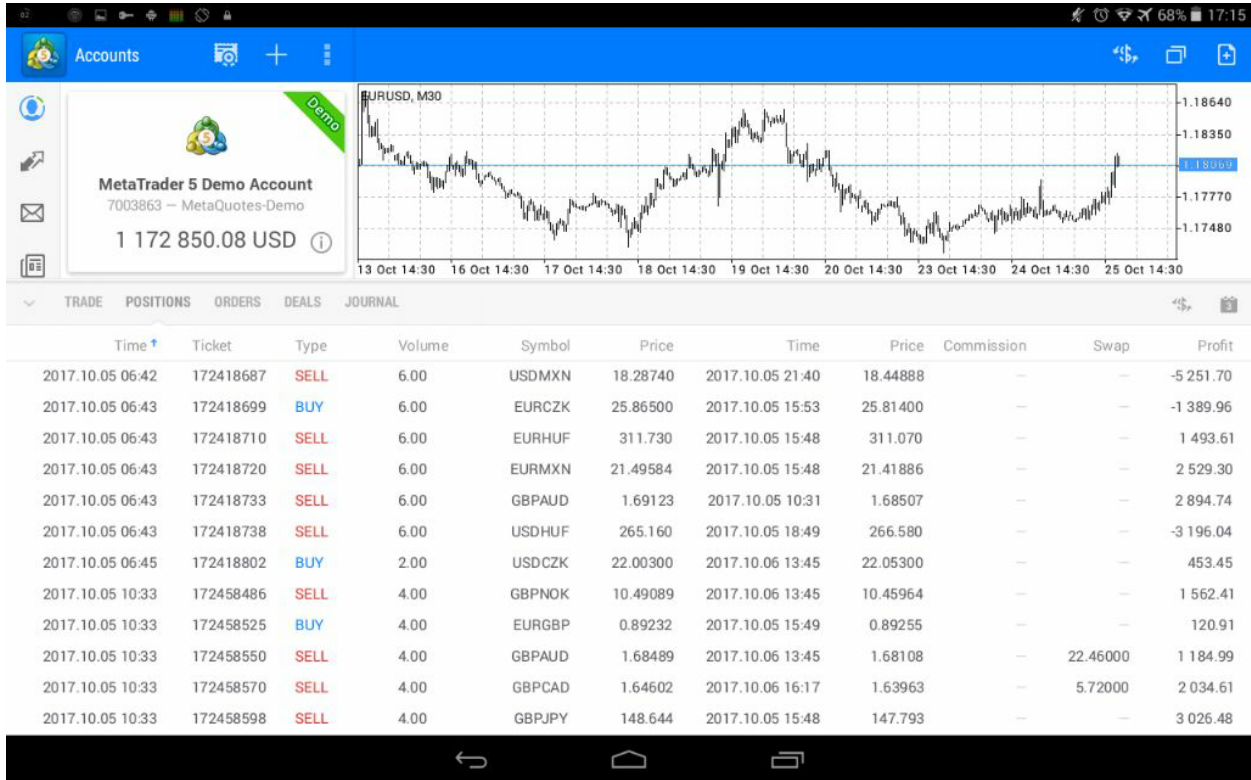 68% 17:15
Accounts
Demo
MetaTrader 5 Demo Account
7003863 — MetaQuotes-Demo
1 172 850.08 USD
EURUSD, M30
1.18640
1.18350
1.18069
1.17770
1.17480
13 Oct 14:30 16 Oct 14:30 17 Oct 14:30 18 Oct 14:30 19 Oct 14:30 20 Oct 14:30 23 Oct 14:30 24 Oct 14:30 25 Oct 14:30
TRADE POSITIONS ORDERS DEALS JOURNAL
Time Ticket Type Volume Symbol Price Time Price Commission Swap Profit
2017.10.05 06:42 172418687 SELL 6.00 USDMXN 18.28740 2017.10.05 21:40 18.44888 — — -5 251.70
2017.10.05 06:43 172418699 BUY 6.00 EURCZK 25.86500 2017.10.05 15:53 25.81400 — — -1 389.96
2017.10.05 06:43 172418710 SELL 6.00 EURHUF 311.730 2017.10.05 15:48 311.070 — — 1 493.61
2017.10.05 06:43 172418720 SELL 6.00 EURMXN 21.49584 2017.10.05 15:48 21.41886 — — 2 529.30
2017.10.05 06:43 172418733 SELL 6.00 GBPAUD 1.69123 2017.10.05 10:31 1.68507 — — 2 894.74
2017.10.05 06:43 172418738 SELL 6.00 USDHUF 265.160 2017.10.05 18:49 266.580 — — -3 196.04
2017.10.05 06:45 172418802 BUY 2.00 USDCZK 22.00300 2017.10.06 13:45 22.05300 — — 453.45
2017.10.05 10:33 172458486 SELL 4.00 GBPNOK 10.49089 2017.10.06 13:45 10.45964 — — 1 562.41
2017.10.05 10:33 172458525 BUY 4.00 EURGBP 0.89232 2017.10.05 15:49 0.89255 — — 120.91
2017.10.05 10:33 172458550 SELL 4.00 GBPAUD 1.68489 2017.10.06 13:45 1.68108 — 22.46000 1 184.99
2017.10.05 10:33 172458570 SELL 4.00 GBPCAD 1.64602 2017.10.06 16:17 1.63963 — 5.72000 2 034.61
2017.10.05 10:33 172458598 SELL 4.00 GBPJPY 148.644 2017.10.05 15:48 147.793 — — 3 026.48